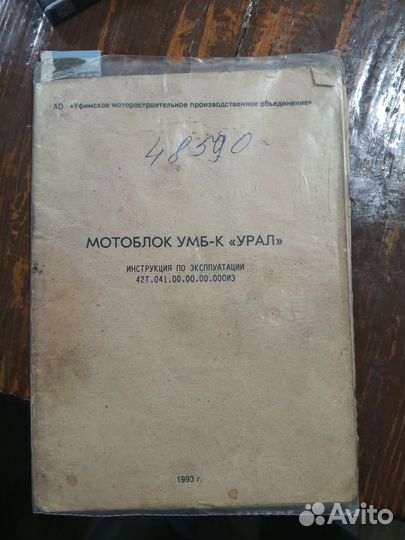 АО «Уфимское моторостроительное производственное объединение»
48590
МОТОБЛОК УМБ-К «УРАЛ»
ИНСТРУКЦИЯ ПО ЭКСПЛУАТАЦИИ
42Т.041.00.00.00.000ИЭ
1993 г.
Avito